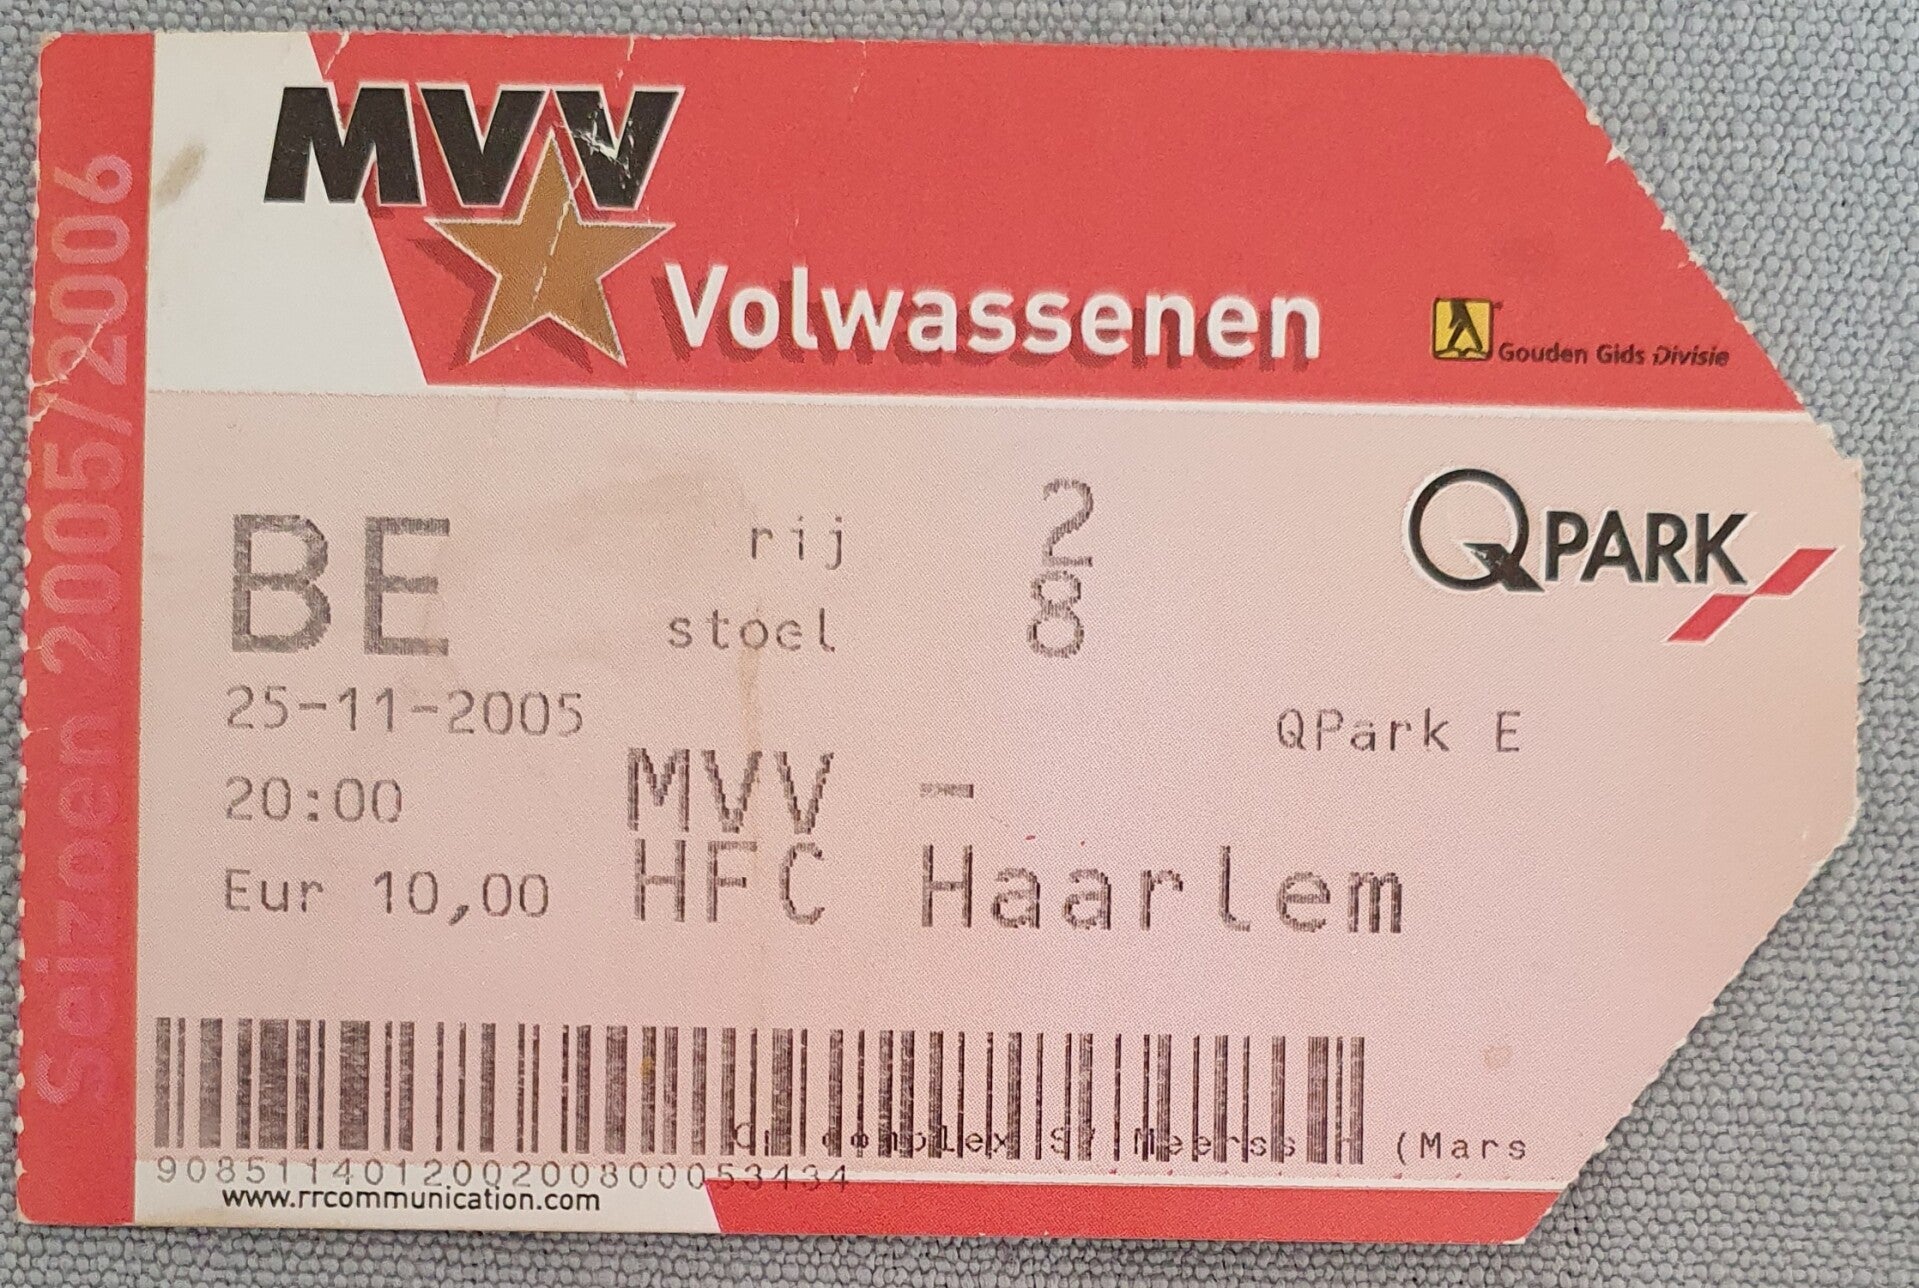 Seizoen 2005/2006
MVV
Volwassenen
Gouden Gids Divisie
QPARK
BE rij 2
stoel 8
25-11-2005
QPark E
20:00 MVV -
Eur 10,00 HFC Haarlem
(Mars
908511401200200800053434
www.rrcommunication.com